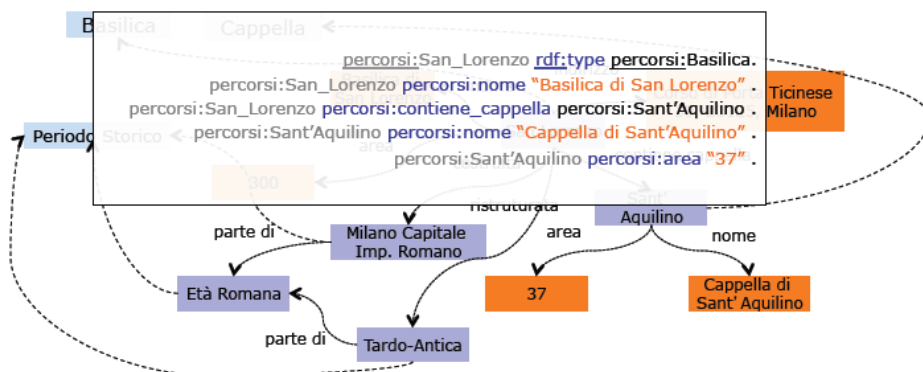 Basilica
Cappella
percorsi:San_Lorenzo rdf:type percorsi:Basilica.
percorsi:San_Lorenzo percorsi:nome “Basilica di San Lorenzo” .
percorsi:San_Lorenzo percorsi:contiene_cappella percorsi:Sant’Aquilino .
percorsi:Sant’Aquilino percorsi:nome “Cappella di Sant’Aquilino” .
percorsi:Sant’Aquilino percorsi:area “37” .
Ticinese
Milano
Periodo Storico
area
300
ristrutturata
Sant'
Aquilino
parte di
Milano Capitale
Imp. Romano
area
nome
Età Romana
37
Cappella di
Sant' Aquilino
parte di
Tardo-Antica